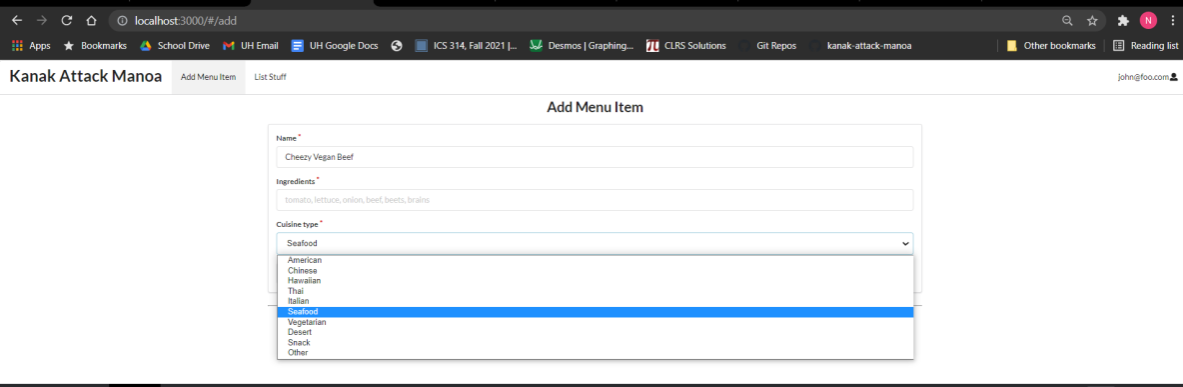 localhost:3000/#/add
N
Apps Bookmarks School Drive UH Email UH Google Docs ICS 314, Fall 2021 |... Desmos | Graphing... CLRS Solutions Git Repos kanak-attack-manoa Other bookmarks Reading list
Kanak Attack Manoa Add Menu Item List Stuff john@foo.com
Add Menu Item
Name *
Cheezy Vegan Beef
Ingredients *
tomato, lettuce, onion, beef, beets, brains
Cuisine type *
Seafood
American
Chinese
Hawaiian
Thai
Italian
Seafood
Vegetarian
Desert
Snack
Other